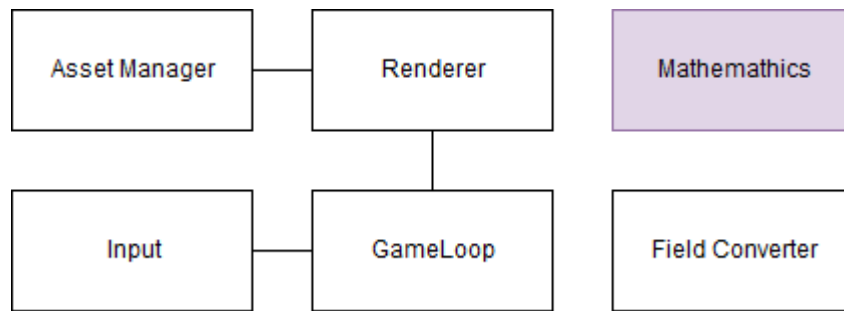 Asset Manager
Renderer
Mathemathics
Input
GameLoop
Field Converter